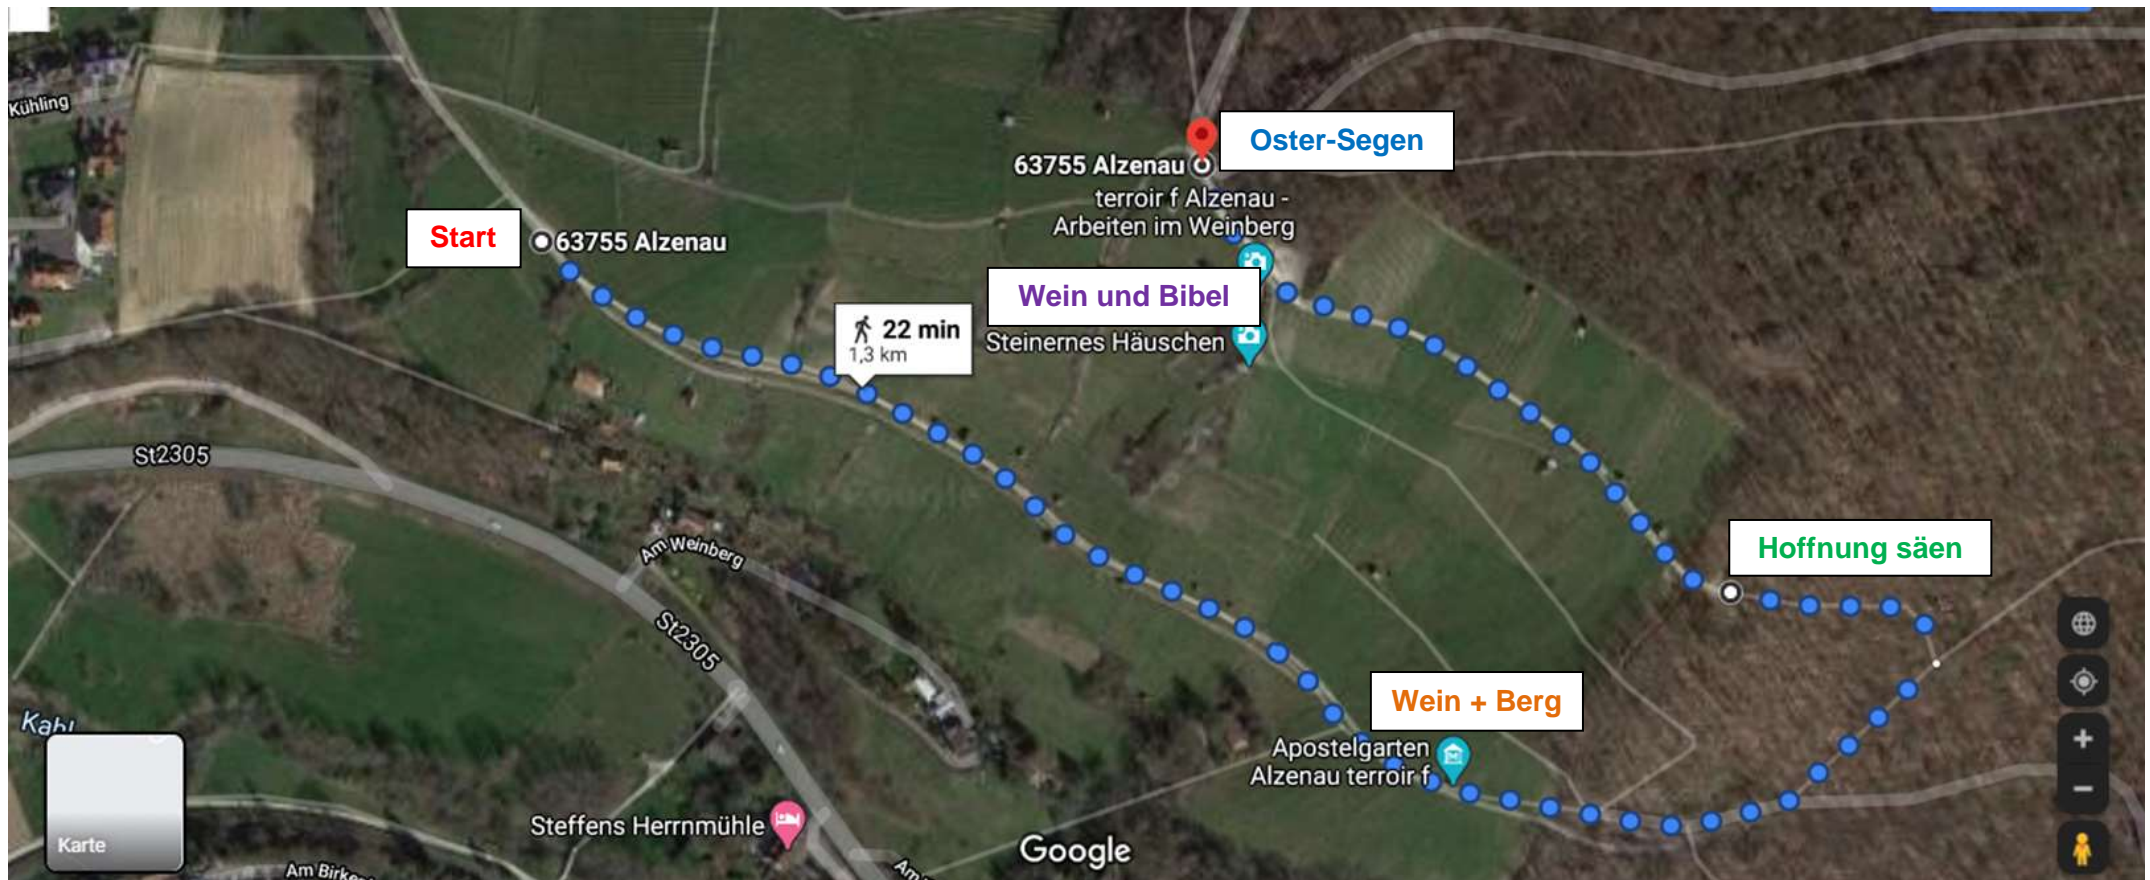 Kühling
Oster-Segen
63755 Alzenau
terroir f Alzenau -
Arbeiten im Weinberg
Start
63755 Alzenau
Wein und Bibel
22 min
1,3 km
Steinernes Häuschen
St2305
Am Weinberg
Hoffnung säen
St2305
Wein + Berg
Kahl
Apostelgarten
Alzenau terroir f
Steffens Herrnmühle
Karte
Google
Am Birken
Am